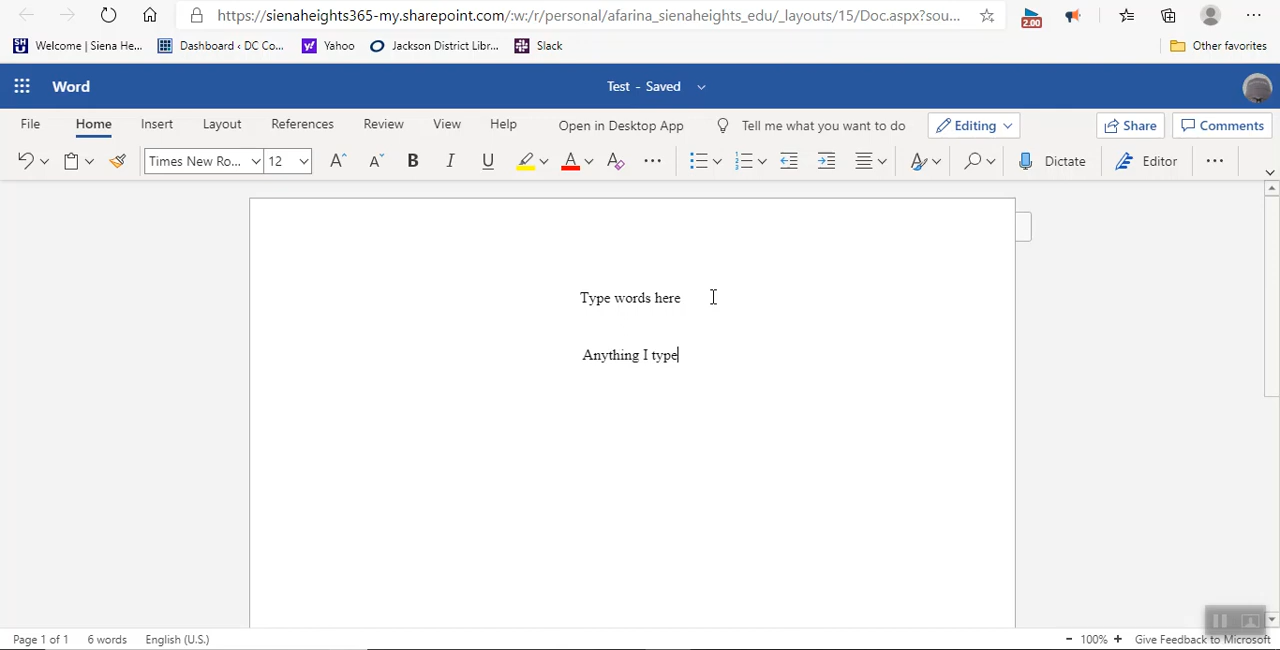 https://sienaheights365-my.sharepoint.com/:w:/r/personal/afarina_sienaheights_edu/_layouts/15/Doc.aspx?sou...
2.00
SH Welcome | Siena He... Dashboard ‹ DC Co... Yahoo Jackson District Libr... Slack Other favorites
Word Test - Saved
File Home Insert Layout References Review View Help Open in Desktop App Tell me what you want to do Editing Share Comments
Times New Ro... 12 A A B I U A A Dictate Editor
Type words here
Anything I type
Page 1 of 1 6 words English (U.S.) - 100% + Give Feedback to Microsoft